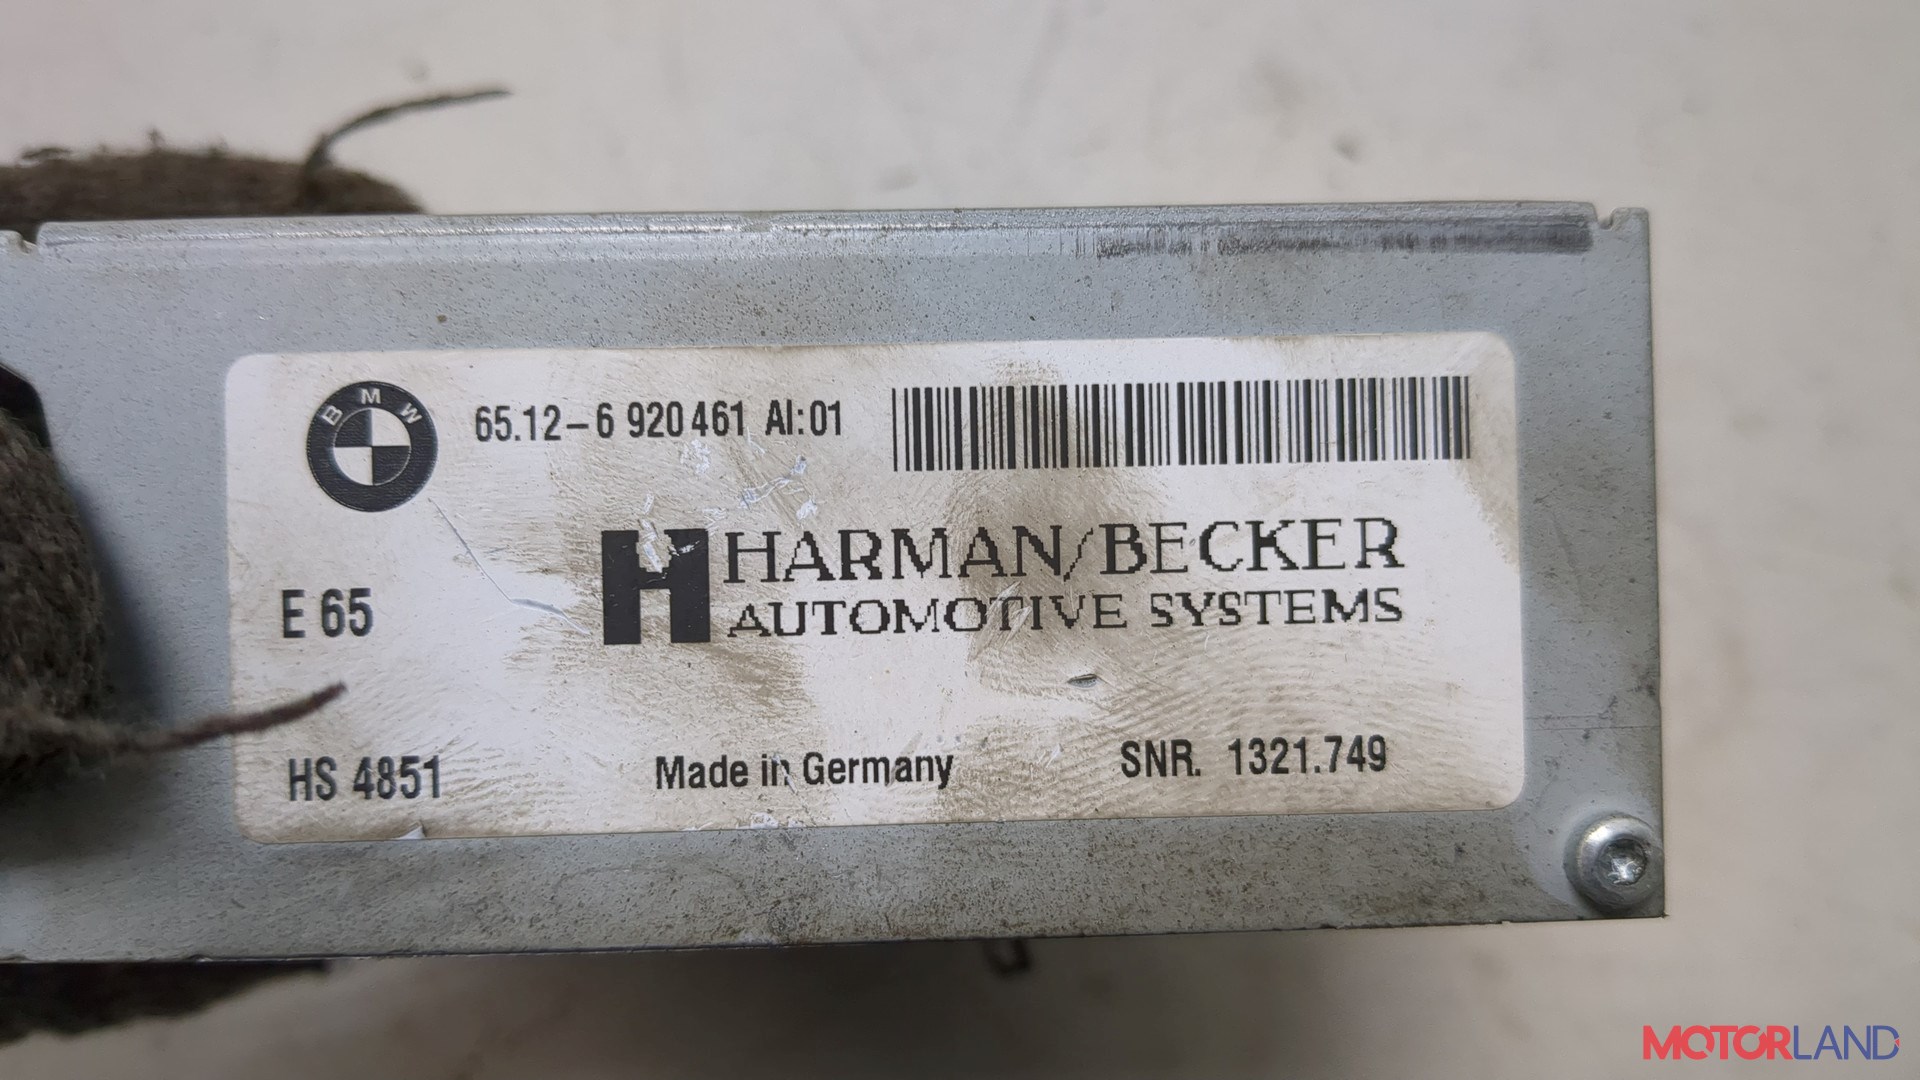 BMW
65.12-6 920 461 AI:01
H HARMAN/BECKER
AUTOMOTIVE SYSTEMS
E 65
HS 4851
Made in Germany
SNR. 1321.749
MOTORLAND